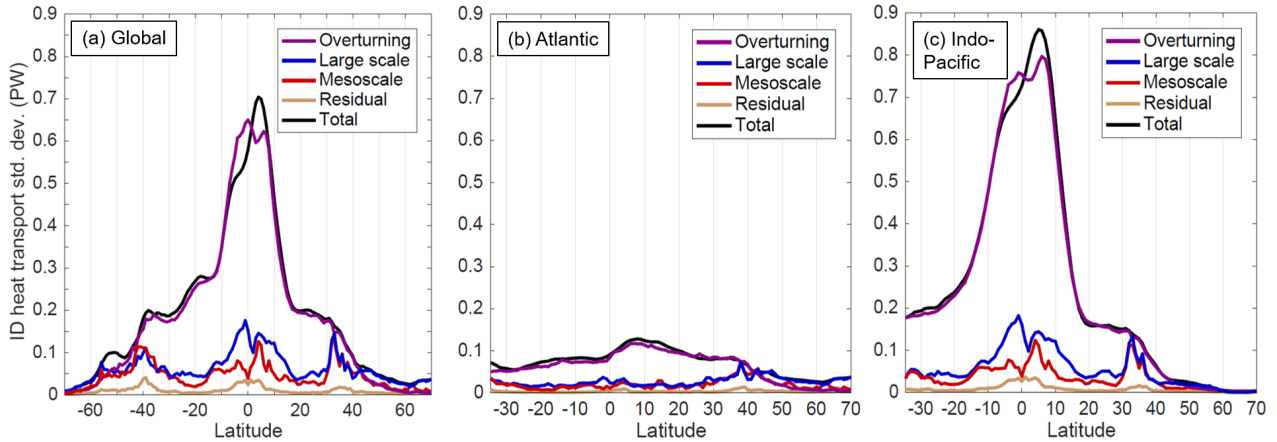 (a) Global
Overturning
Large scale
Mesoscale
Residual
Total
ID heat transport std. dev. (PW)
0.9
0.8
0.7
0.6
0.5
0.4
0.3
0.2
0.1
0
-60 -40 -20 0 20 40 60
Latitude
(b) Atlantic
Overturning
Large scale
Mesoscale
Residual
Total
0.9
0.8
0.7
0.6
0.5
0.4
0.3
0.2
0.1
0
-30 -20 -10 0 10 20 30 40 50 60 70
Latitude
(c) Indo-
Pacific
Overturning
Large scale
Mesoscale
Residual
Total
0.9
0.8
0.7
0.6
0.5
0.4
0.3
0.2
0.1
0
-30 -20 -10 0 10 20 30 40 50 60 70
Latitude